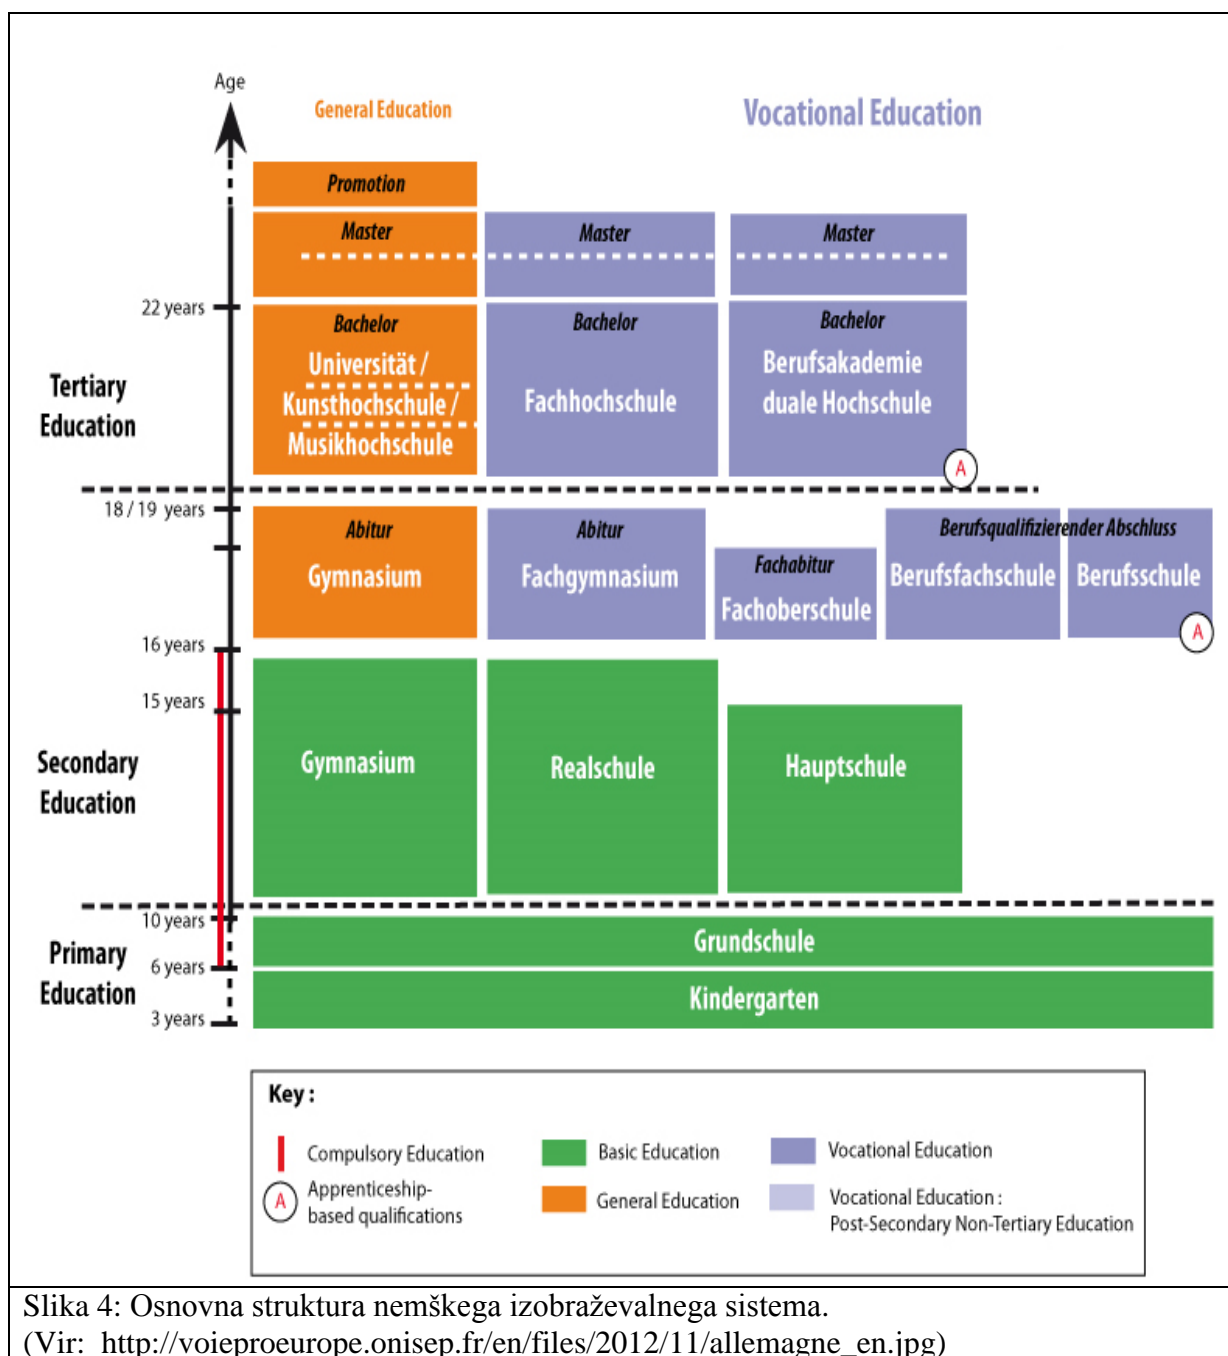 Age
General Education
Vocational Education
Promotion
Master
Master
Master
22 years
Bachelor
Bachelor
Bachelor
Tertiary
Education
Universität /
Kunsthochschule /
Musikhochschule
Fachhochschule
Berufsakademie
duale Hochschule
A
18 / 19 years
Abitur
Gymnasium
Abitur
Fachgymnasium
Fachabitur
Fachoberschule
Berufsqualifizierender Abschluss
Berufsfachschule
Berufsschule
A
16 years
15 years
Secondary
Education
Gymnasium
Realschule
Hauptschule
10 years
Primary
Education
6 years
3 years
Grundschule
Kindergarten
Key :
Compulsory Education
A
Apprenticeship-
based qualifications
Basic Education
General Education
Vocational Education
Vocational Education :
Post-Secondary Non-Tertiary Education
Slika 4: Osnovna struktura nemškega izobraževalnega sistema.
(Vir: http://voieproeurope.onisep.fr/en/files/2012/11/allemagne_en.jpg)